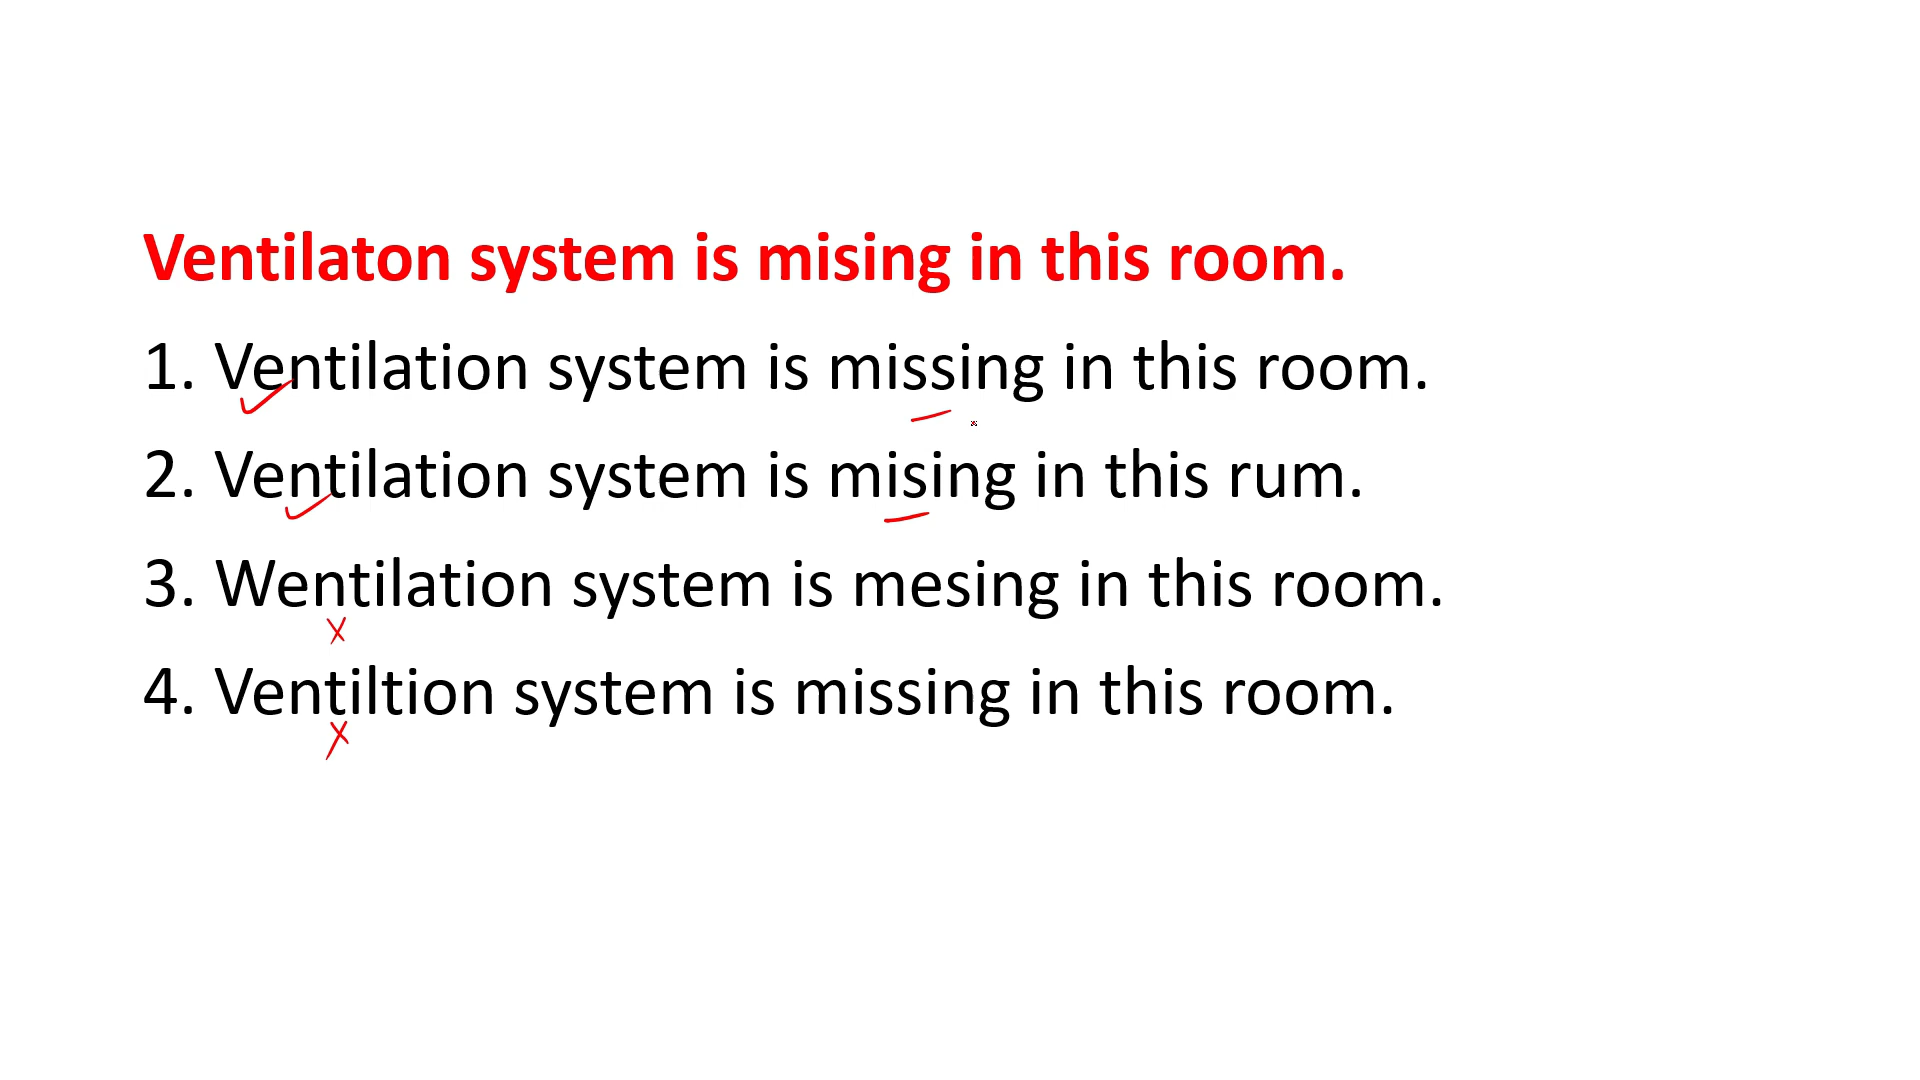 Ventilaton system is mising in this room.
1. Ventilation system is missing in this room.
2. Ventilation system is mising in this rum.
3. Wentilation system is mesing in this room.
4. Ventiltion system is missing in this room.